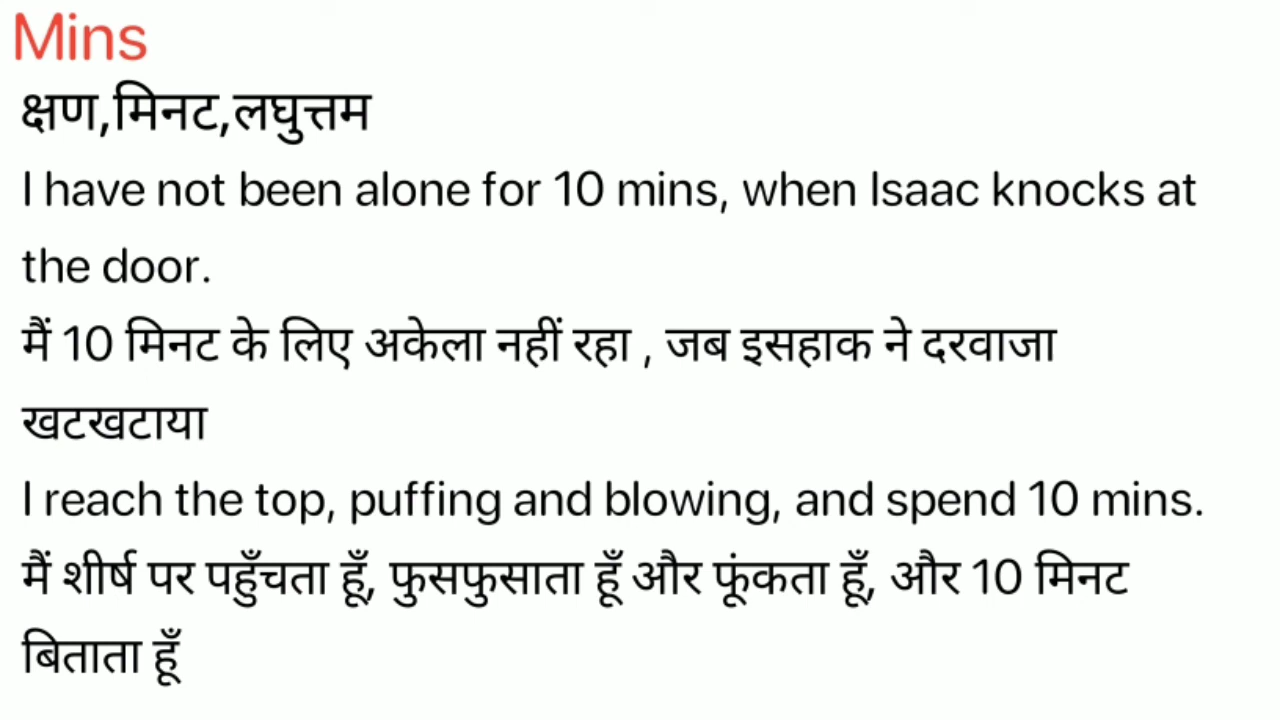 Mins
क्षण,मिनट,लघुत्तम
I have not been alone for 10 mins, when Isaac knocks at
the door.
मैं 10 मिनट के लिए अकेला नहीं रहा , जब इसहाक ने दरवाजा
खटखटाया
I reach the top, puffing and blowing, and spend 10 mins.
मैं शीर्ष पर पहुँचता हूँ, फुसफुसाता हूँ और फूंकता हूँ, और 10 मिनट
बिताता हूँ